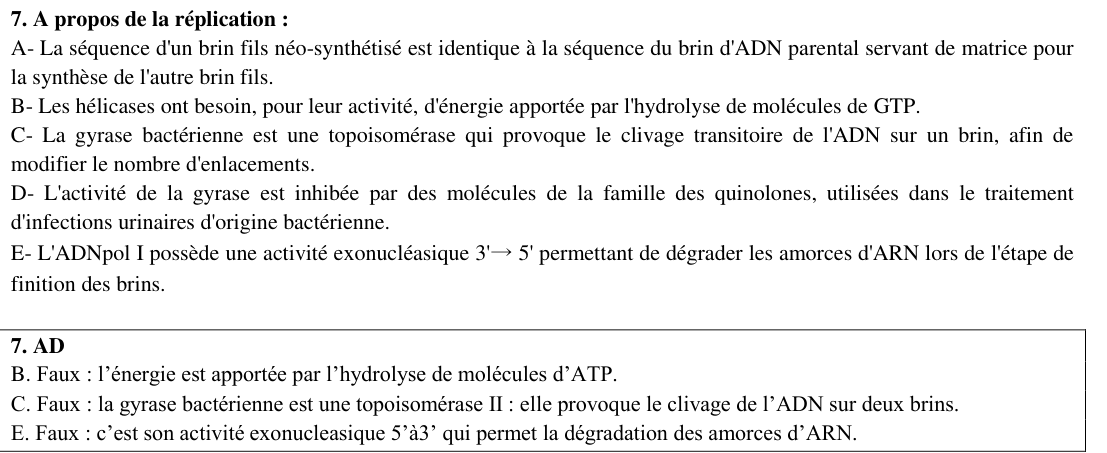 7. A propos de la réplication :
A- La séquence d'un brin fils néo-synthétisé est identique à la séquence du brin d'ADN parental servant de matrice pour
la synthèse de l'autre brin fils.
B- Les hélicases ont besoin, pour leur activité, d'énergie apportée par l'hydrolyse de molécules de GTP.
C- La gyrase bactérienne est une topoisomérase qui provoque le clivage transitoire de l'ADN sur un brin, afin de
modifier le nombre d'enlacements.
D- L'activité de la gyrase est inhibée par des molécules de la famille des quinolones, utilisées dans le traitement
d'infections urinaires d'origine bactérienne.
E- L'ADNpol I possède une activité exonucléasique 3'→ 5' permettant de dégrader les amorces d'ARN lors de l'étape de
finition des brins.
7. AD
B. Faux : l’énergie est apportée par l’hydrolyse de molécules d’ATP.
C. Faux : la gyrase bactérienne est une topoisomérase II : elle provoque le clivage de l’ADN sur deux brins.
E. Faux : c’est son activité exonucleasique 5’à3’ qui permet la dégradation des amorces d’ARN.